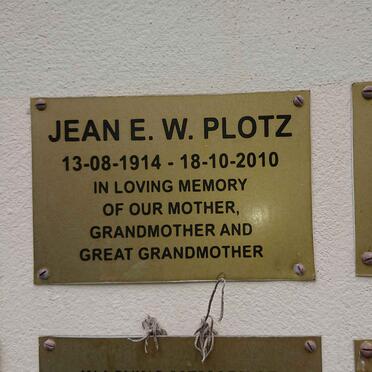 JEAN E. W. PLOTZ
13-08-1914 - 18-10-2010
IN LOVING MEMORY
OF OUR MOTHER,
GRANDMOTHER AND
GREAT GRANDMOTHER